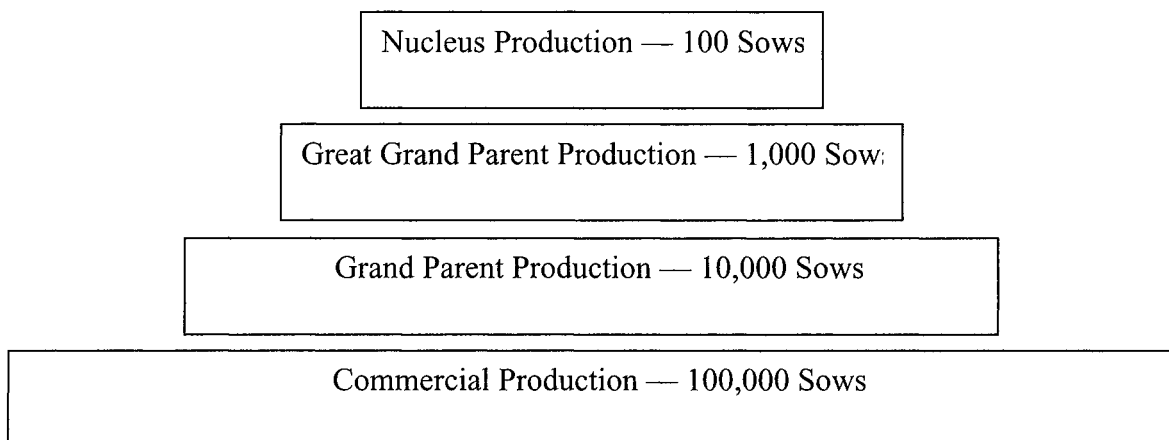 Nucleus Production — 100 Sows
Great Grand Parent Production — 1,000 Sows
Grand Parent Production — 10,000 Sows
Commercial Production — 100,000 Sows